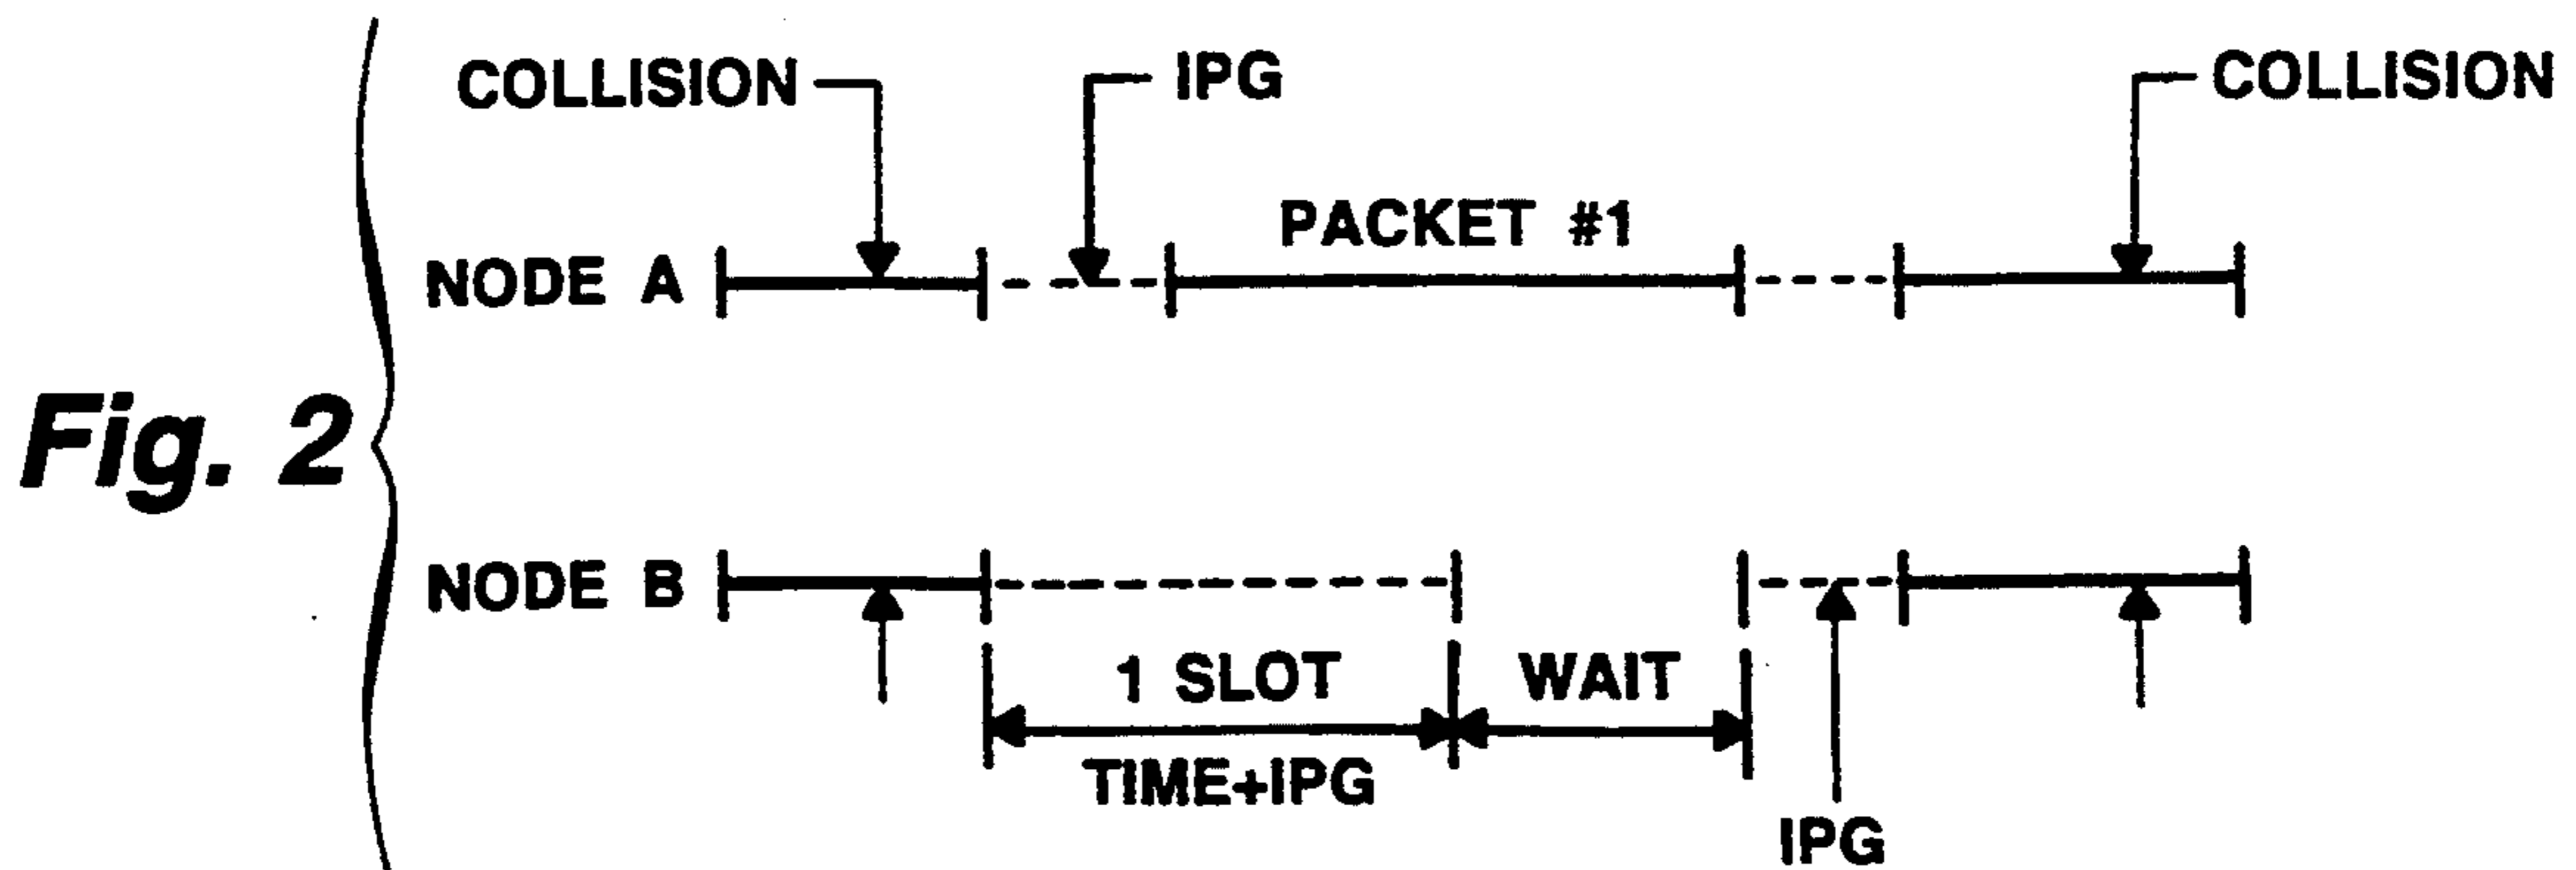 COLLISION
IPG
COLLISION
PACKET #1
NODE A
Fig. 2
NODE B
1 SLOT
WAIT
TIME+IPG
IPG